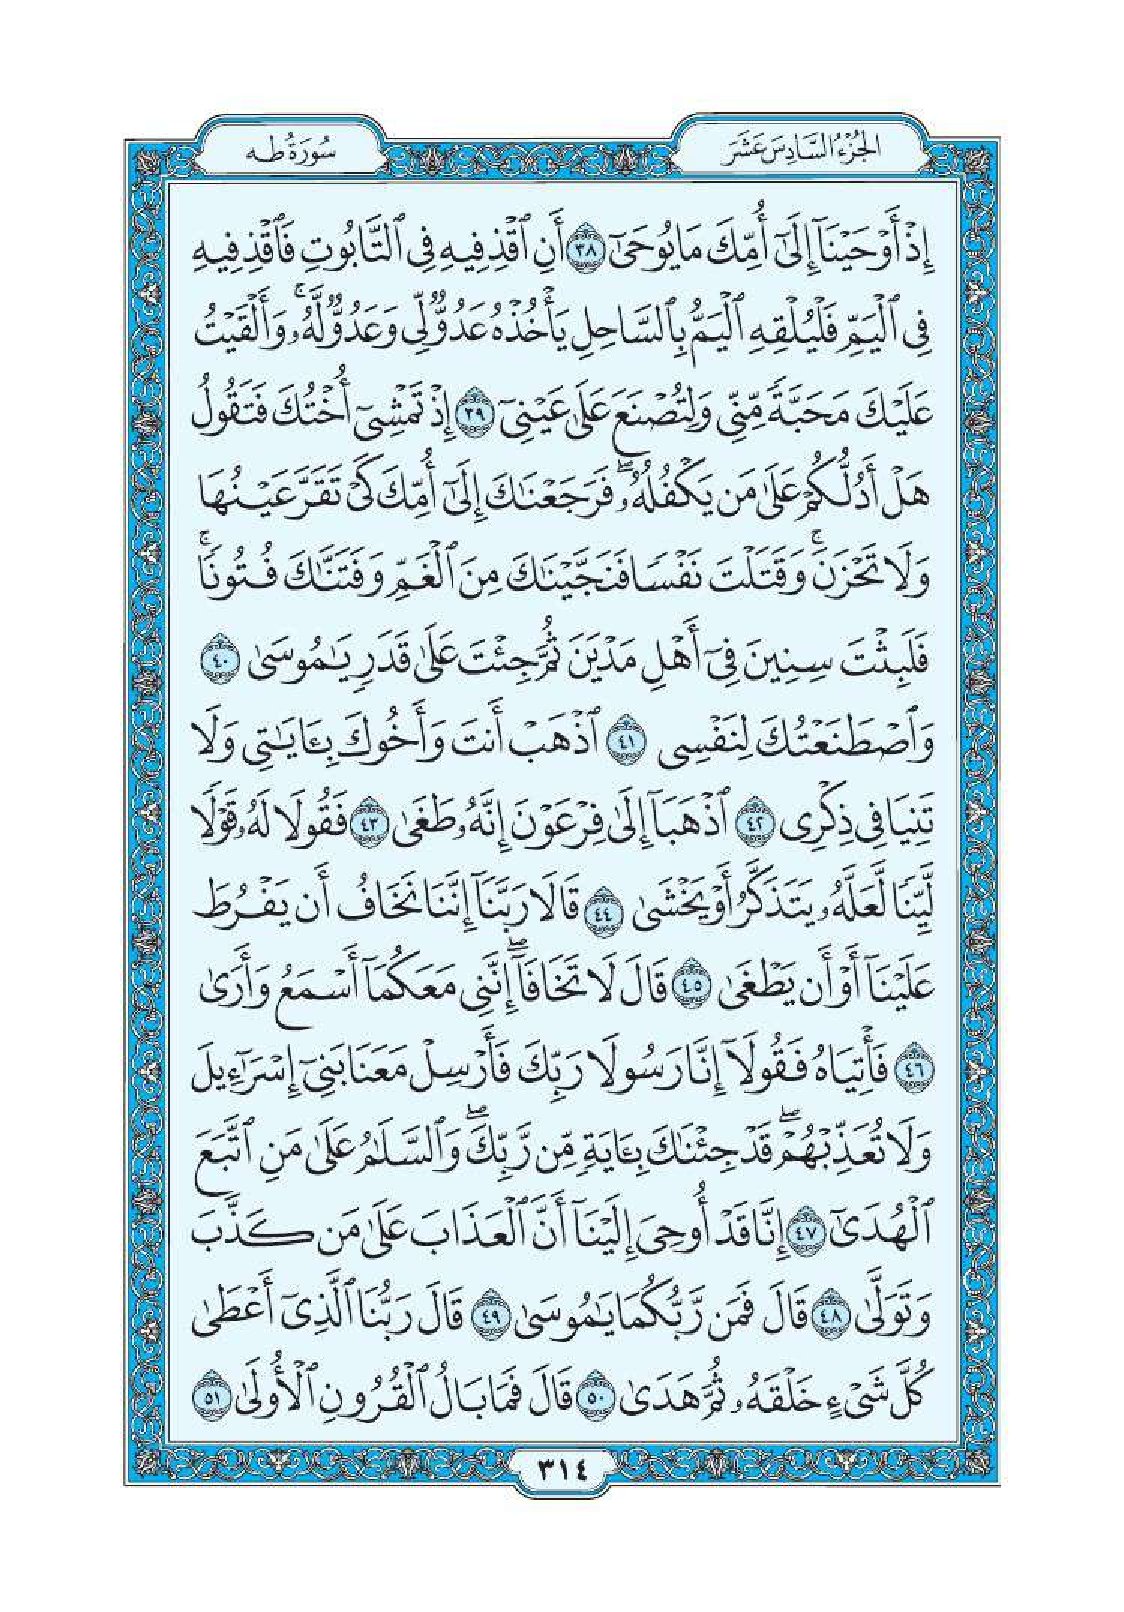 الجُزْءُ السَّادِسَ عَشَرَ
سُورَةُ طه
إِذْ أَوْحَيْنَآ إِلَىٰٓ أُمِّكَ مَا يُوحَىٰٓ ٣٨ أَنِ ٱقْذِفِيهِ فِى ٱلتَّابُوتِ فَٱقْذِفِيهِ
فِى ٱلْيَمِّ فَلْيُلْقِهِ ٱلْيَمُّ بِٱلسَّاحِلِ يَأْخُذْهُ عَدُوٌّ لِّى وَعَدُوٌّ لَّهُۥۚ وَأَلْقَيْتُ
عَلَيْكَ مَحَبَّةً مِّنِّى وَلِتُصْنَعَ عَلَىٰ عَيْنِىٓ ٣٩ إِذْ تَمْشِىٓ أُخْتُكَ فَتَقُولُ
هَلْ أَدُلُّكُمْ عَلَىٰ مَن يَكْفُلُهُۥۖ فَرَجَعْنَٰكَ إِلَىٰٓ أُمِّكَ كَىْ تَقَرَّ عَيْنُهَا
وَلَا تَحْزَنَۚ وَقَتَلْتَ نَفْسًا فَنَجَّيْنَٰكَ مِنَ ٱلْغَمِّ وَفَتَنَّٰكَ فُتُونًاۚ
فَلَبِثْتَ سِنِينَ فِىٓ أَهْلِ مَدْيَنَ ثُمَّ جِئْتَ عَلَىٰ قَدَرٍ يَٰمُوسَىٰ ٤٠
وَٱصْطَنَعْتُكَ لِنَفْسِى ٤١ ٱذْهَبْ أَنتَ وَأَخُوكَ بِـَٔايَٰتِى وَلَا
تَنِيَا فِى ذِكْرِى ٤٢ ٱذْهَبَآ إِلَىٰ فِرْعَوْنَ إِنَّهُۥ طَغَىٰ ٤٣ فَقُولَا لَهُۥ قَوْلًا
لَّيِّنًا لَّعَلَّهُۥ يَتَذَكَّرُ أَوْ يَخْشَىٰ ٤٤ قَالَا رَبَّنَآ إِنَّنَا نَخَافُ أَن يَفْرُطَ
عَلَيْنَآ أَوْ أَن يَطْغَىٰ ٤٥ قَالَ لَا تَخَافَآۖ إِنَّنِى مَعَكُمَآ أَسْمَعُ وَأَرَىٰ
٤٦ فَأْتِيَاهُ فَقُولَآ إِنَّا رَسُولَا رَبِّكَ فَأَرْسِلْ مَعَنَا بَنِىٓ إِسْرَٰٓءِيلَ
وَلَا تُعَذِّبْهُمْۖ قَدْ جِئْنَٰكَ بِـَٔايَةٍ مِّن رَّبِّكَۖ وَٱلسَّلَٰمُ عَلَىٰ مَنِ ٱتَّبَعَ
ٱلْهُدَىٰٓ ٤٧ إِنَّا قَدْ أُوحِىَ إِلَيْنَآ أَنَّ ٱلْعَذَابَ عَلَىٰ مَن كَذَّبَ
وَتَوَلَّىٰ ٤٨ قَالَ فَمَن رَّبُّكُمَا يَٰمُوسَىٰ ٤٩ قَالَ رَبُّنَا ٱلَّذِىٓ أَعْطَىٰ
كُلَّ شَىْءٍ خَلْقَهُۥ ثُمَّ هَدَىٰ ٥٠ قَالَ فَمَا بَالُ ٱلْقُرُونِ ٱلْأُولَىٰ ٥١
٣١٤